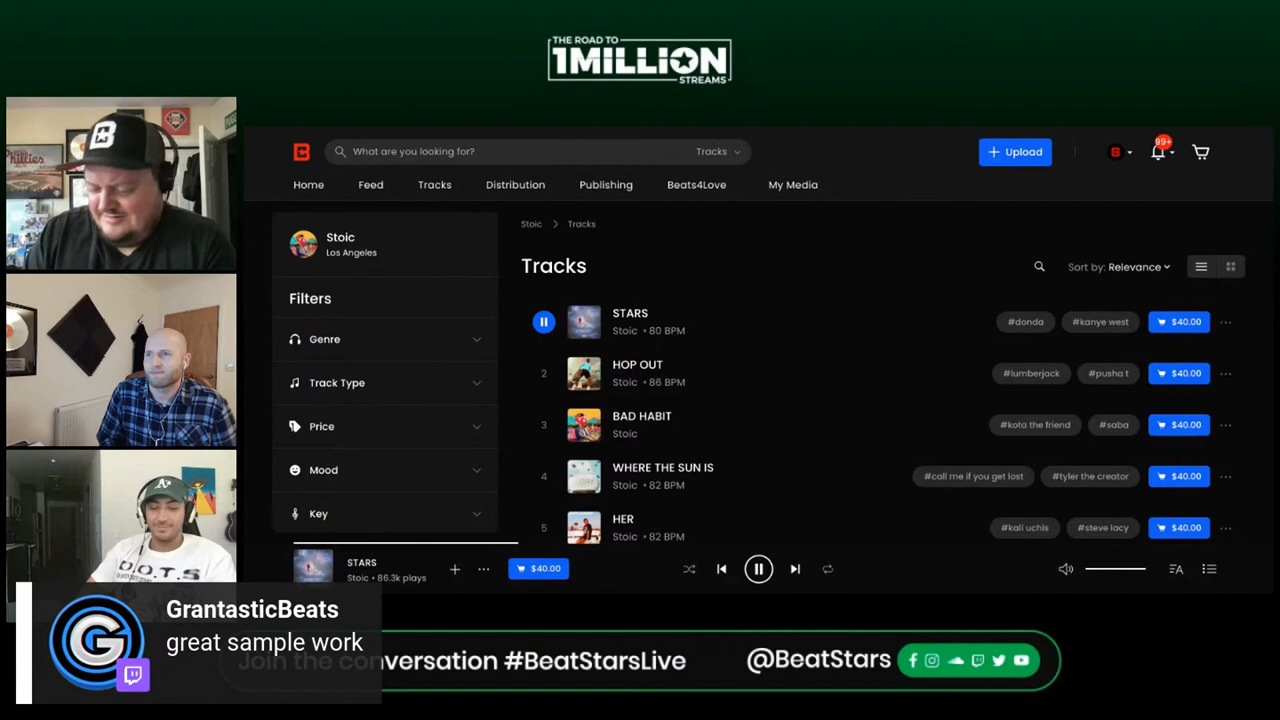 THE ROAD TO
1MILLION
STREAMS
Phillies
B
What are you looking for?
Tracks
+ Upload
99+
Home
Feed
Tracks
Distribution
Publishing
Beats4Love
My Media
Stoic
Los Angeles
Filters
Genre
Track Type
Price
Mood
Key
Stoic > Tracks
Tracks
Sort by: Relevance
STARS
Stoic • 80 BPM
#donda
#kanye west
$40.00
2
HOP OUT
Stoic • 86 BPM
#lumberjack
#pusha t
$40.00
3
BAD HABIT
Stoic
#kota the friend
#saba
$40.00
4
WHERE THE SUN IS
Stoic • 82 BPM
#call me if you get lost
#tyler the creator
$40.00
5
HER
Stoic • 82 BPM
#kali uchis
#steve lacy
$40.00
STARS
Stoic • 86.3k plays
$40.00
A's
D.O.T.S
GrantasticBeats
great sample work
Join the conversation #BeatStarsLive
@BeatStars